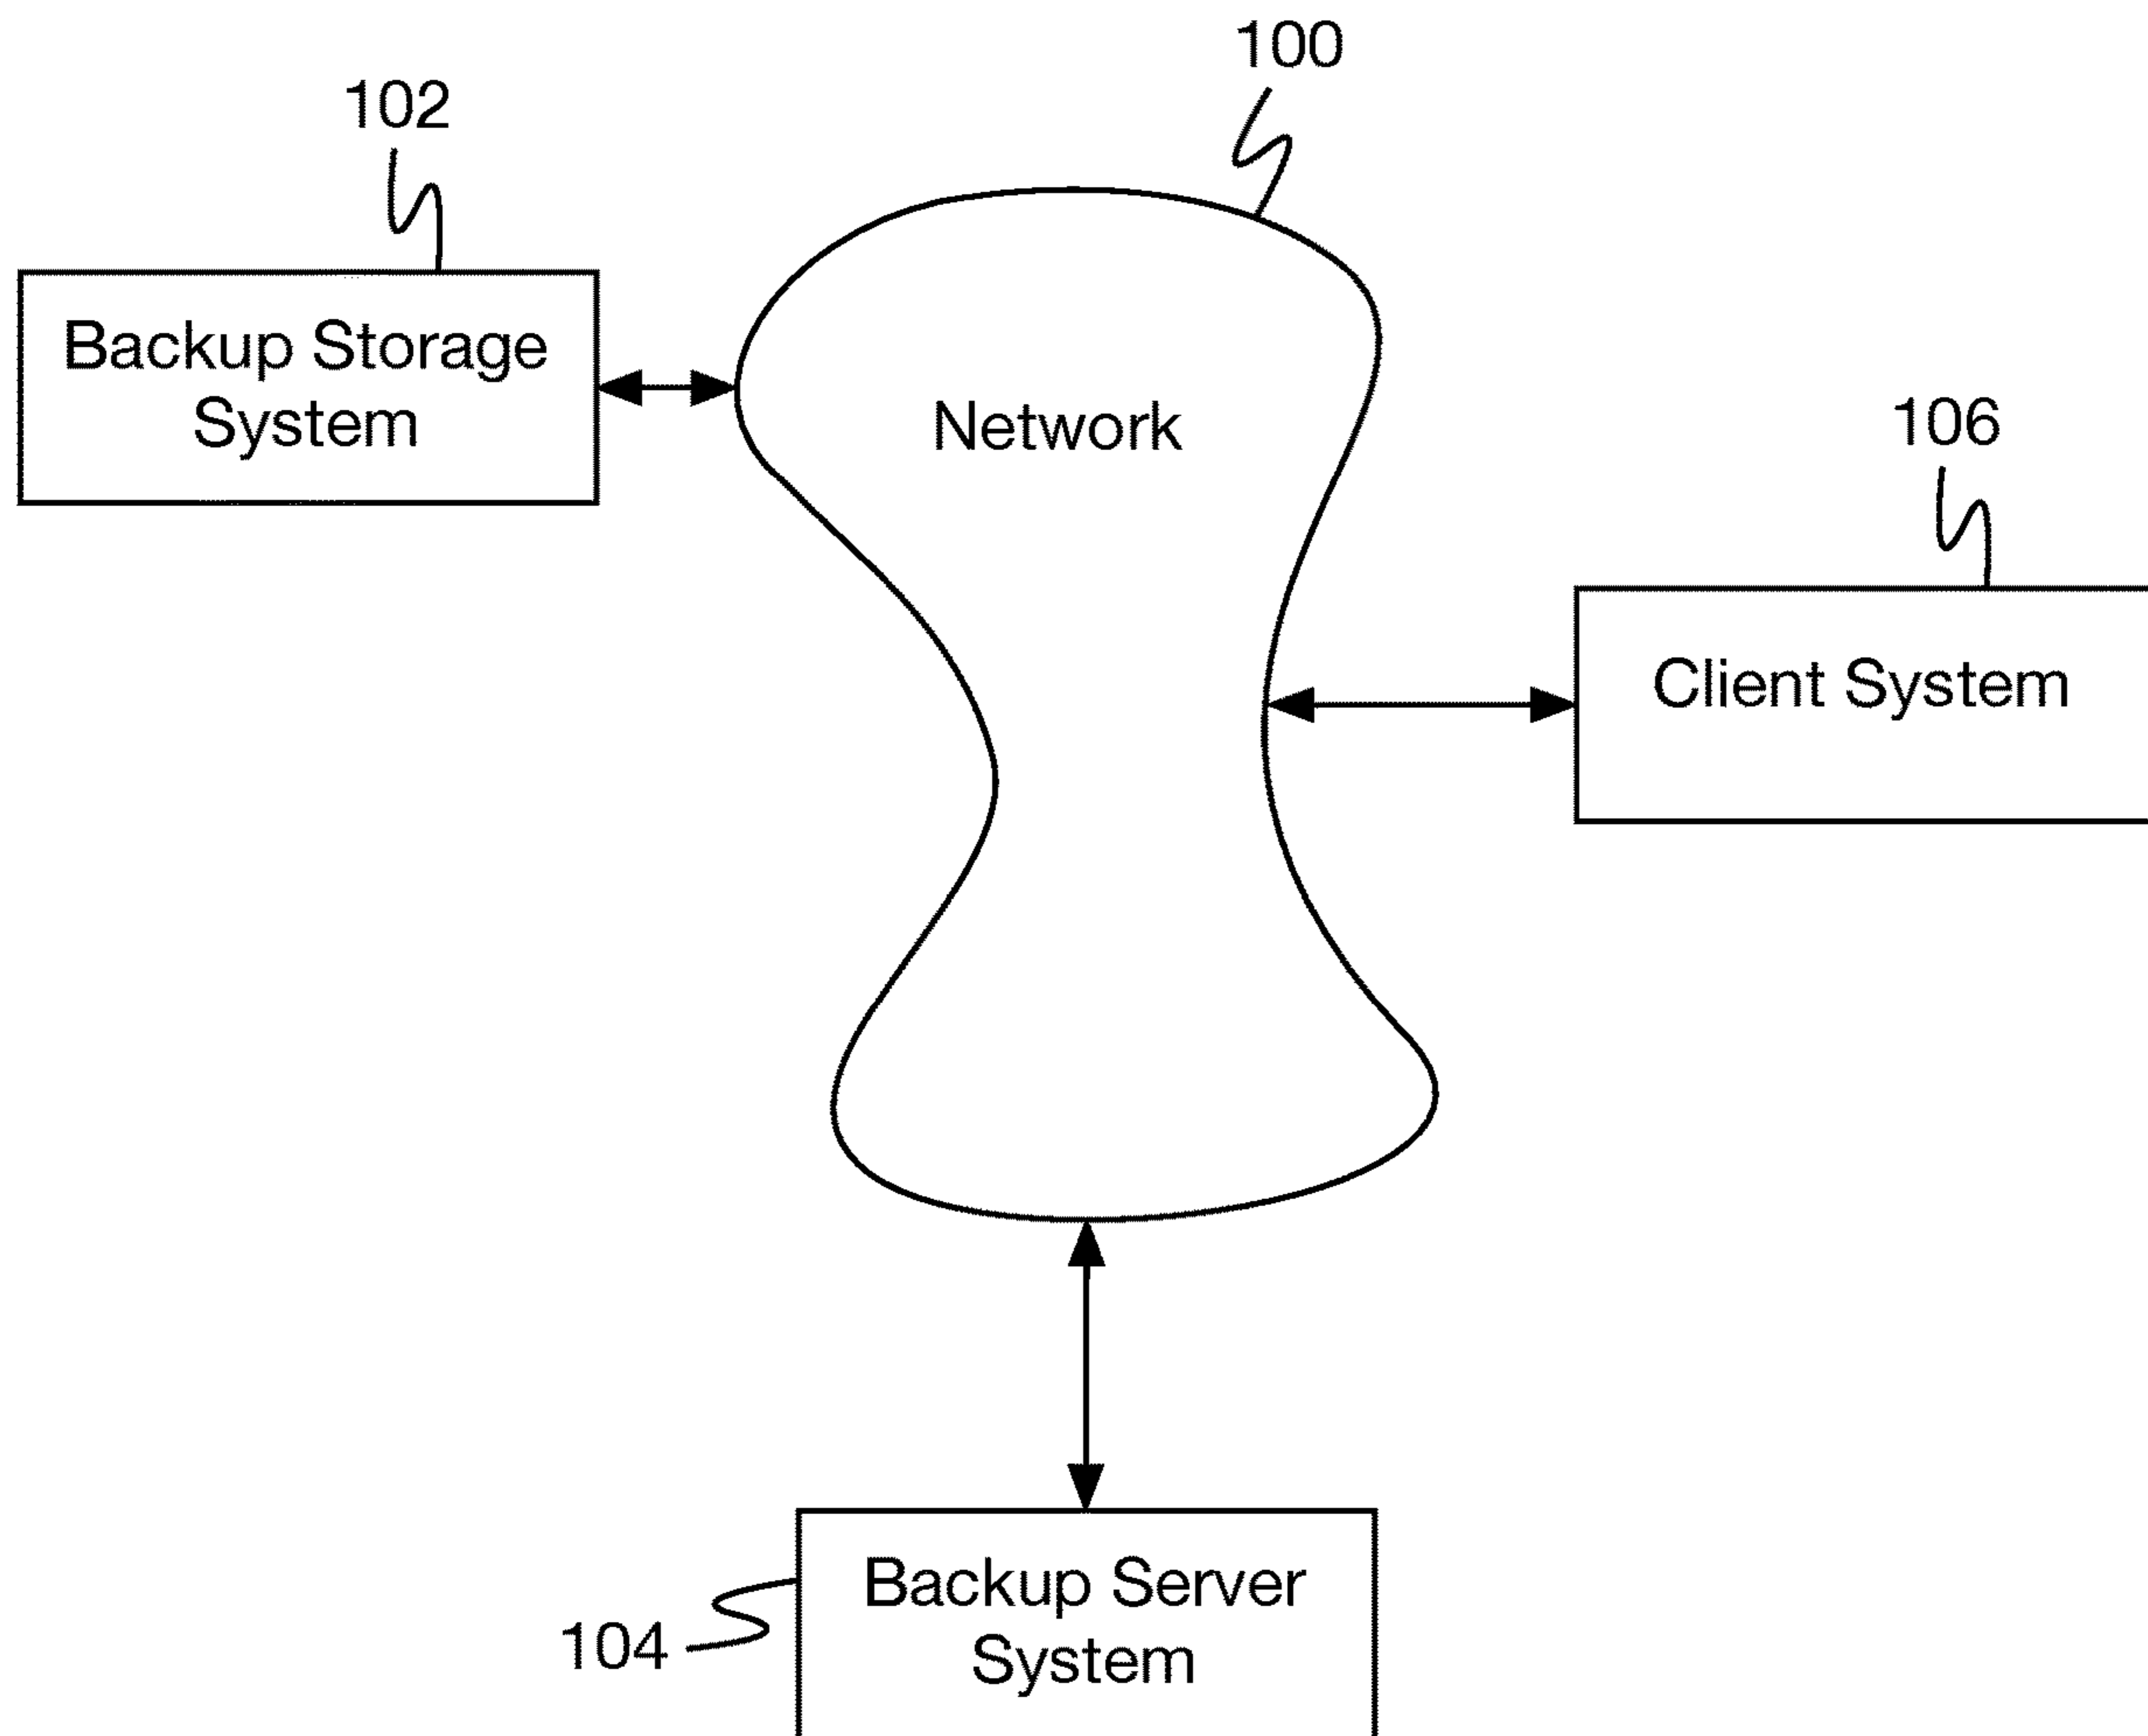 100
102
Backup Storage
System
Network
106
Client System
Backup Server
System
104